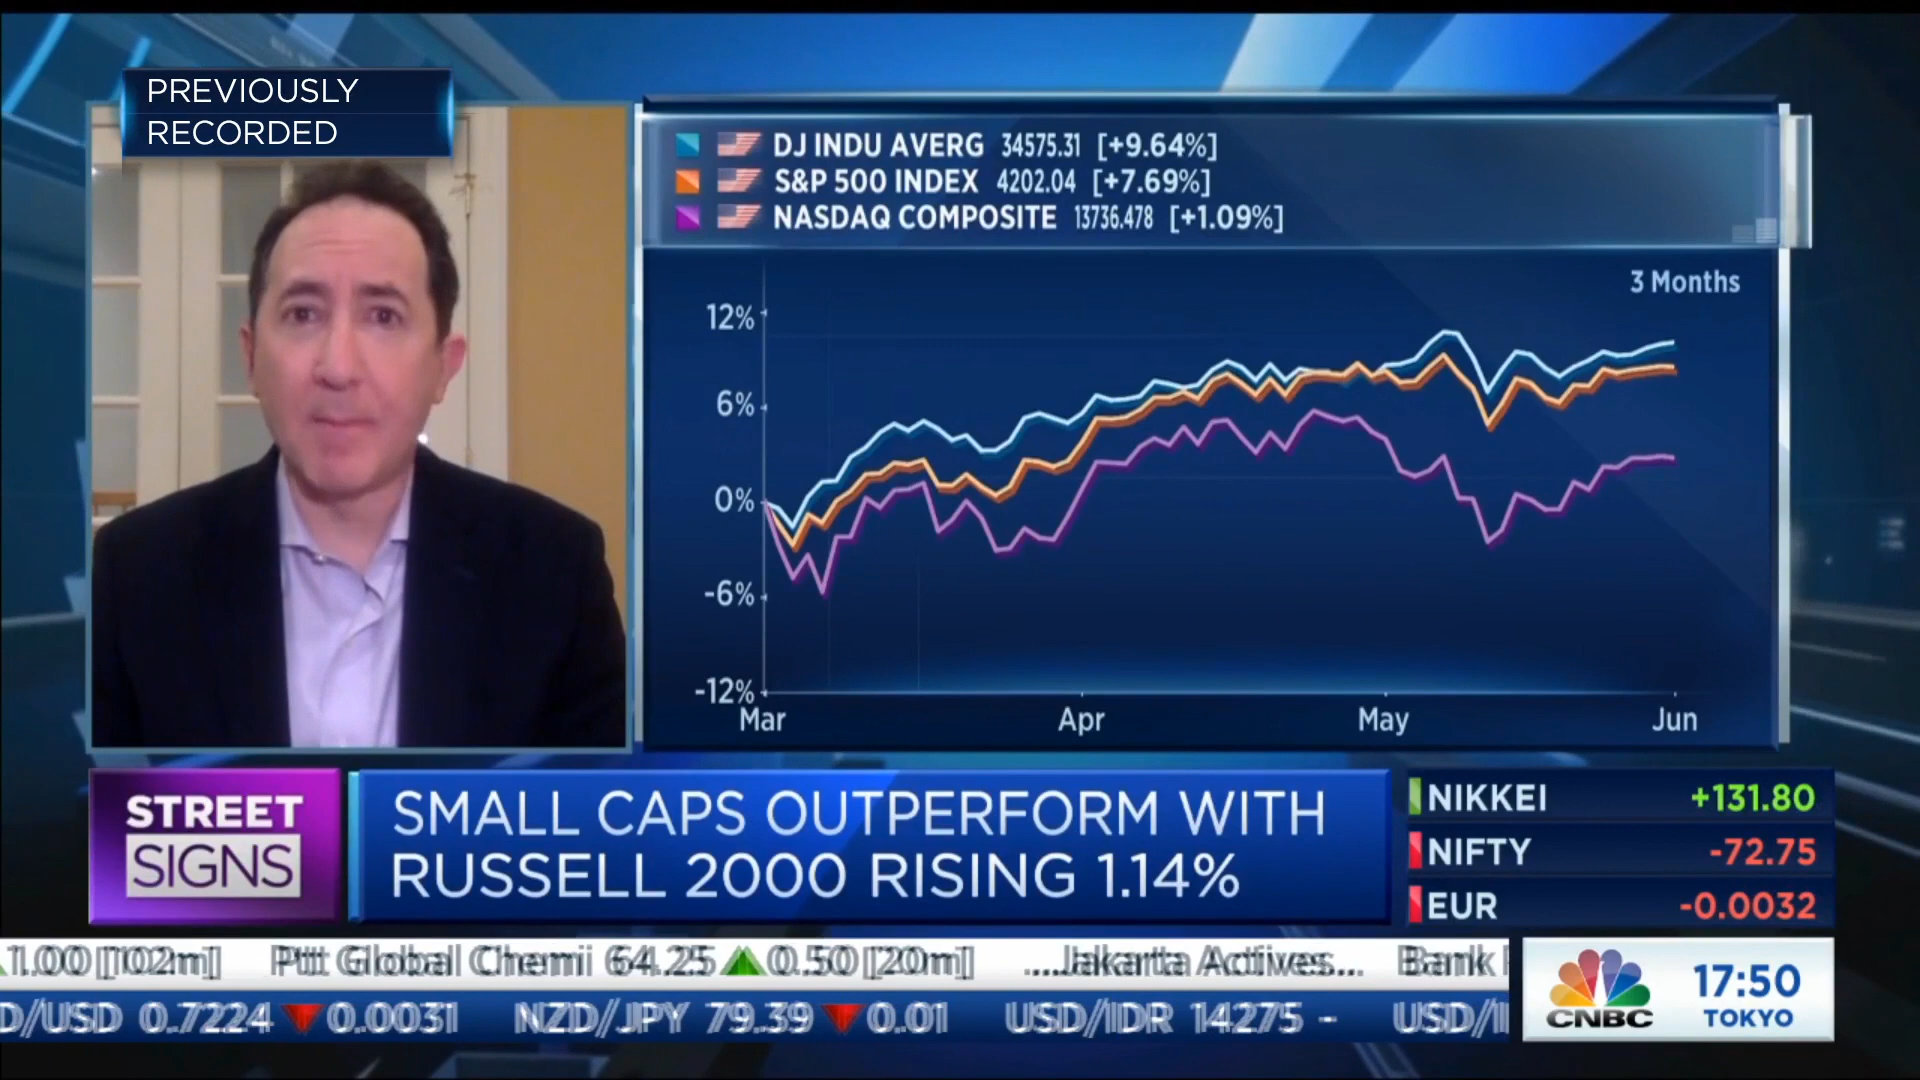 PREVIOUSLY
RECORDED
DJ INDU AVERG 34575.31 [+9.64%]
S&P 500 INDEX 4202.04 [+7.69%]
NASDAQ COMPOSITE 13736.478 [+1.09%]
3 Months
12%
6%
0%
-6%
-12%
Mar Apr May Jun
STREET
SIGNS
SMALL CAPS OUTPERFORM WITH
RUSSELL 2000 RISING 1.14%
NIKKEI +131.80
NIFTY -72.75
EUR -0.0032
1.00 [102m] Ptt Global Chemi 64.25 0.50 [20m] ....Jakarta Actives... Bank
D/USD 0.7224 0.0031 NZD/JPY 79.39 0.01 USD/IDR 14275 - USD/I
CNBC
17:50
TOKYO